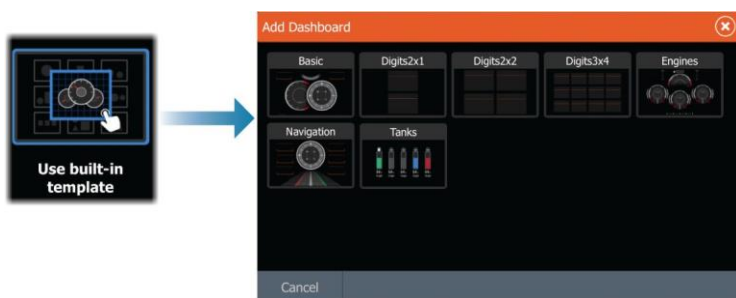 Add Dashboard
Basic
Digits2x1
Digits2x2
Digits3x4
Engines
Navigation
Tanks
Use built-in
template
Cancel